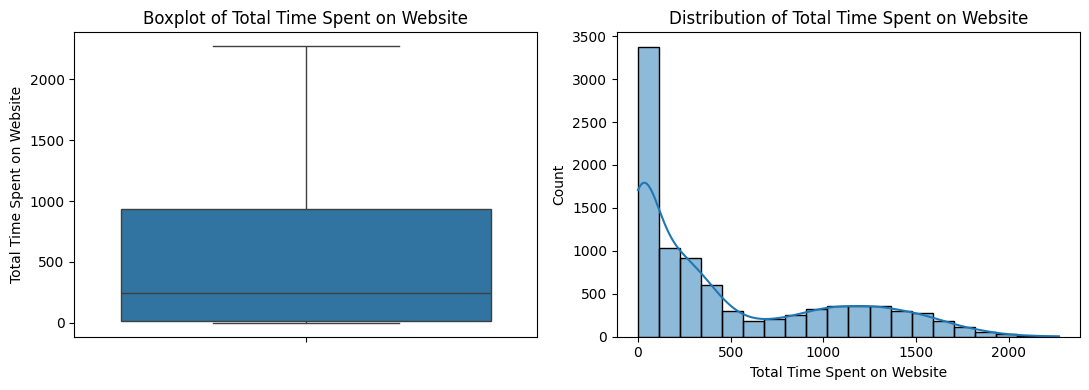 Boxplot of Total Time Spent on Website
Total Time Spent on Website
2000
1500
1000
500
0
Distribution of Total Time Spent on Website
Count
3500
3000
2500
2000
1500
1000
500
0
0 500 1000 1500 2000
Total Time Spent on Website